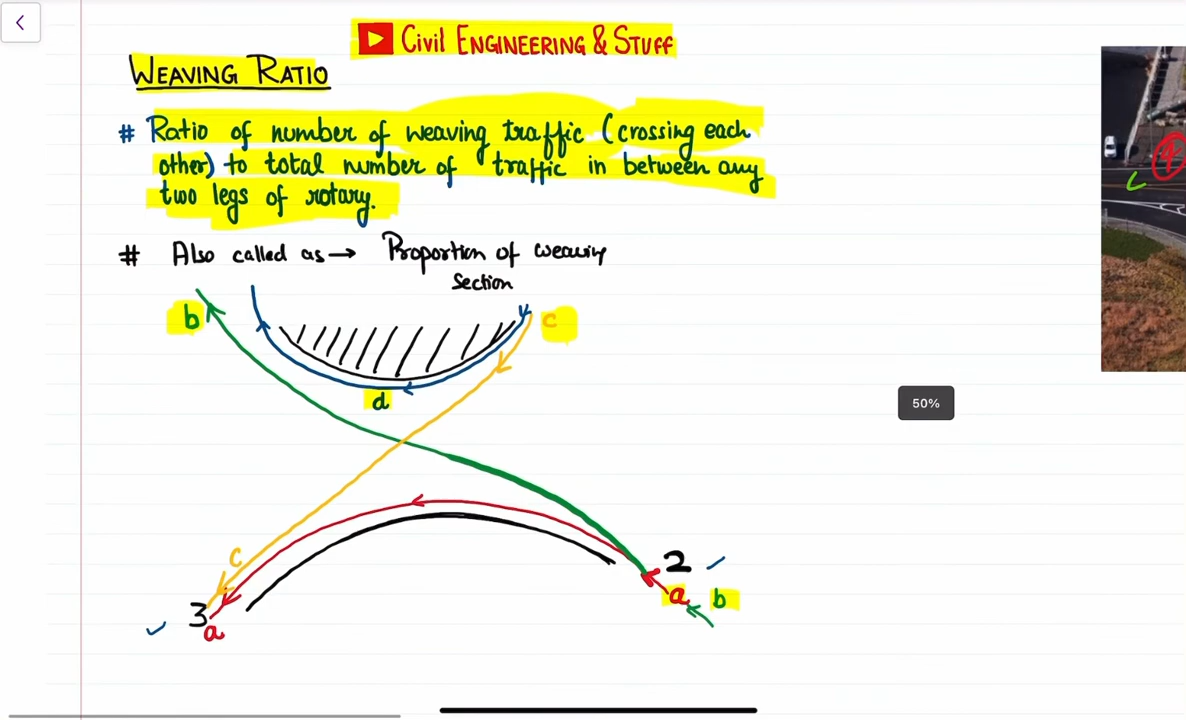 Civil ENGINEERING & STUFF
WEAVING RATIO
# Ratio of number of weaving traffic (crossing each
other) to total number of traffic in between any
two legs of rotary.
# Also called as → Proportion of weaving
section
b
c
d
50%
c
2
a b
3
a
4